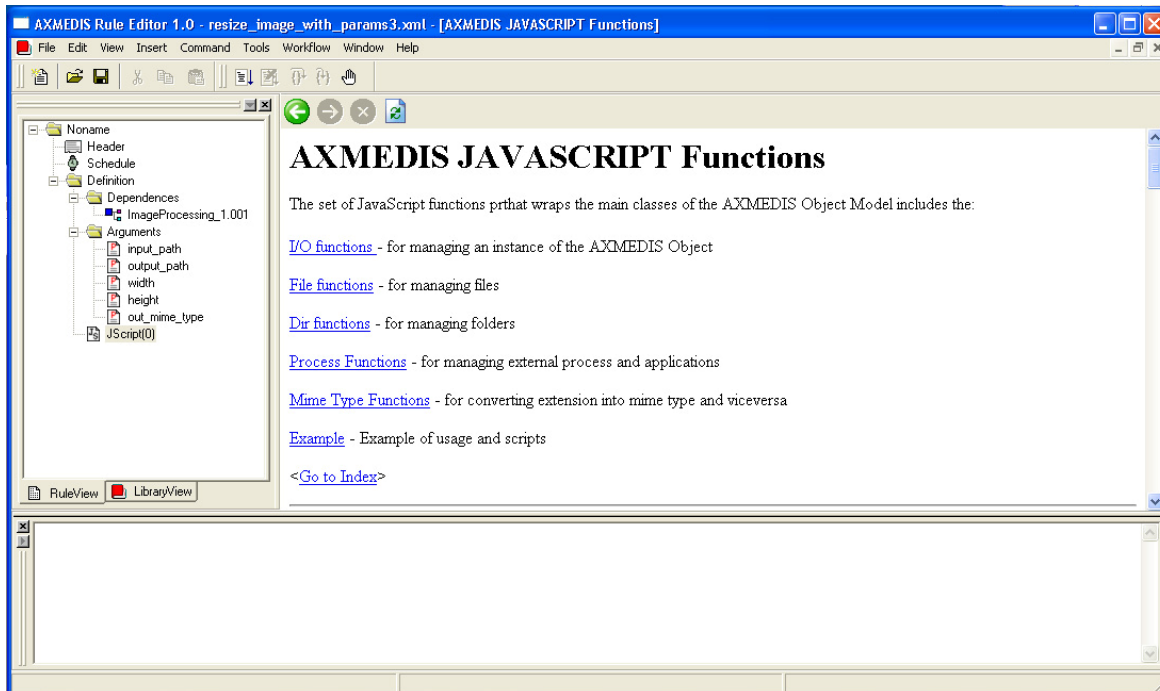 AXMEDIS Rule Editor 1.0 - resize_image_with_params3.xml - [AXMEDIS JAVASCRIPT Functions]
File Edit View Insert Command Tools Workflow Window Help
Noname
Header
Schedule
Definition
Dependences
ImageProcessing_1.001
Arguments
input_path
output_path
width
height
out_mime_type
JScript(0)
RuleView LibraryView
AXMEDIS JAVASCRIPT Functions
The set of JavaScript functions prthat wraps the main classes of the AXMEDIS Object Model includes the:
I/O functions - for managing an instance of the AXMEDIS Object
File functions - for managing files
Dir functions - for managing folders
Process Functions - for managing external process and applications
Mime Type Functions - for converting extension into mime type and viceversa
Example - Example of usage and scripts
<Go to Index>